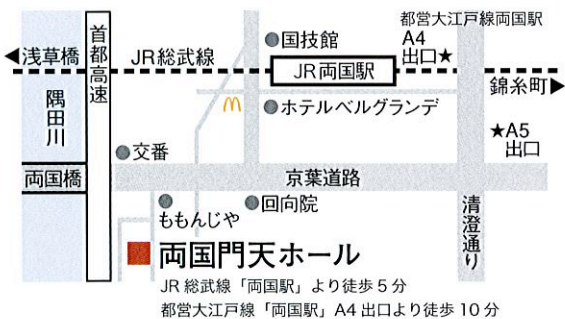 都営大江戸線両国駅
首都高速
国技館
A4
出口★
◀浅草橋
JR総武線
JR両国駅
錦糸町▶
隅田川
ホテルベルグランデ
★A5
出口
交番
両国橋
京葉道路
ももんじや
回向院
清澄通り
両国門天ホール
JR 総武線「両国駅」より徒歩 5 分
都営大江戸線「両国駅」A4 出口より徒歩 10 分